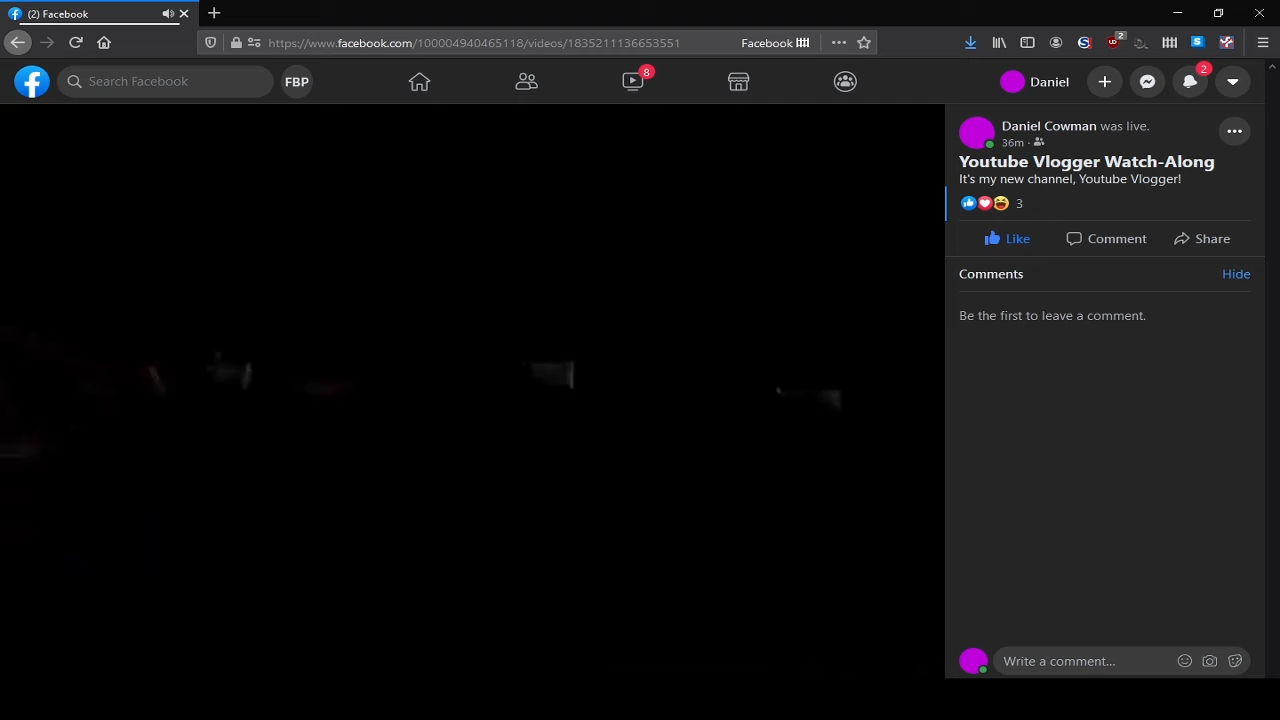 (2) Facebook
https://www.facebook.com/100004940465118/videos/1835211136653551
Facebook
2
Search Facebook
FBP
8
Daniel
2
Daniel Cowman was live.
36m ·
Youtube Vlogger Watch-Along
It's my new channel, Youtube Vlogger!
3
Like
Comment
Share
Comments
Hide
Be the first to leave a comment.
Write a comment...